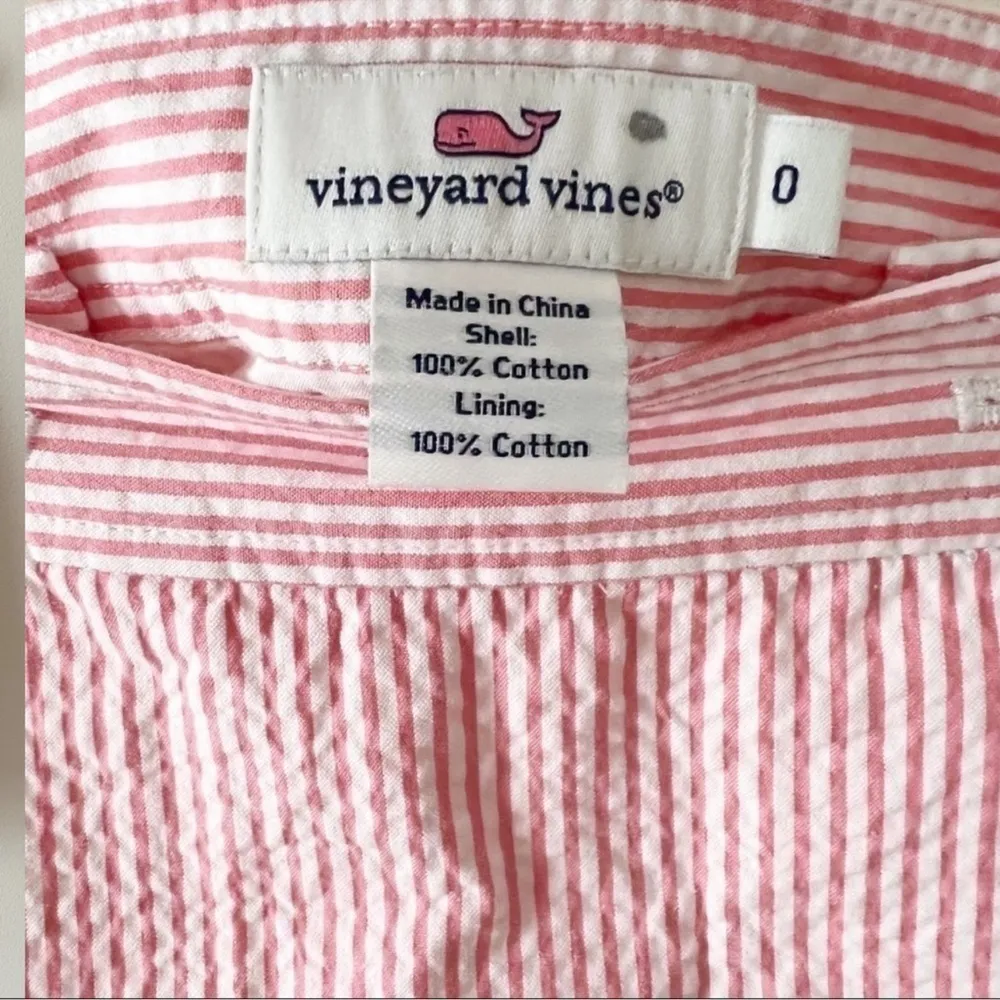 vineyard vines®
0
Made in China
Shell:
100% Cotton
Lining:
100% Cotton